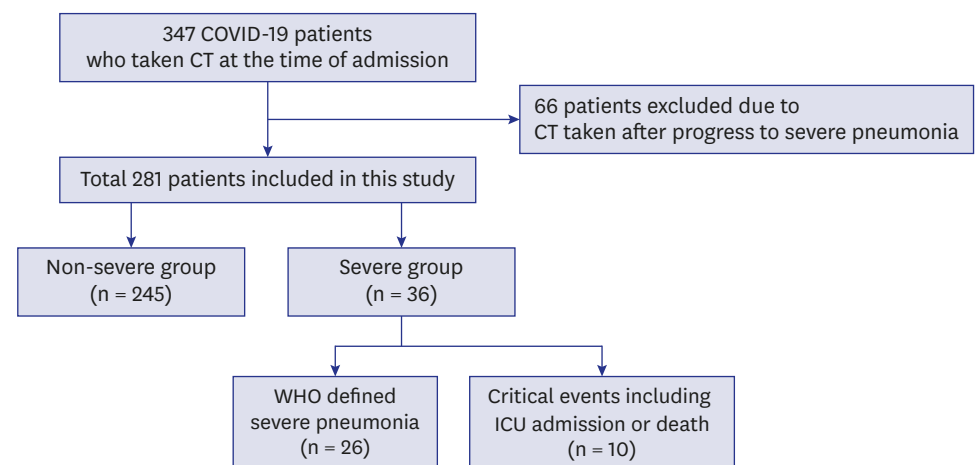 347 COVID-19 patients
who taken CT at the time of admission
66 patients excluded due to
CT taken after progress to severe pneumonia
Total 281 patients included in this study
Non-severe group
(n = 245)
Severe group
(n = 36)
WHO defined
severe pneumonia
(n = 26)
Critical events including
ICU admission or death
(n = 10)